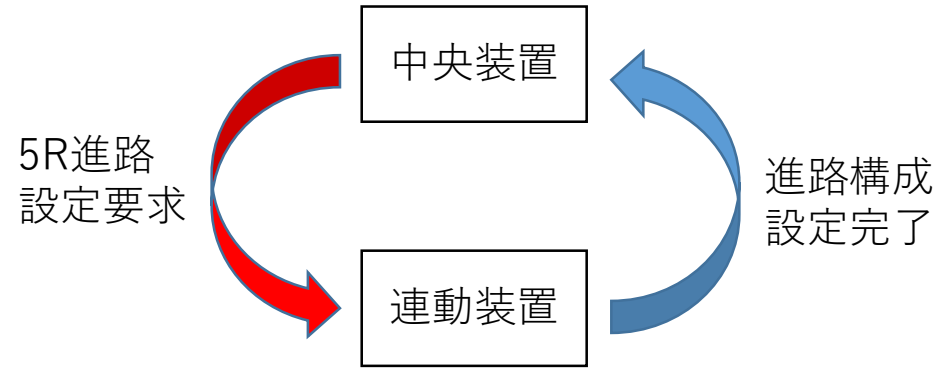 中央装置
5R進路
設定要求
進路構成
設定完了
連動装置